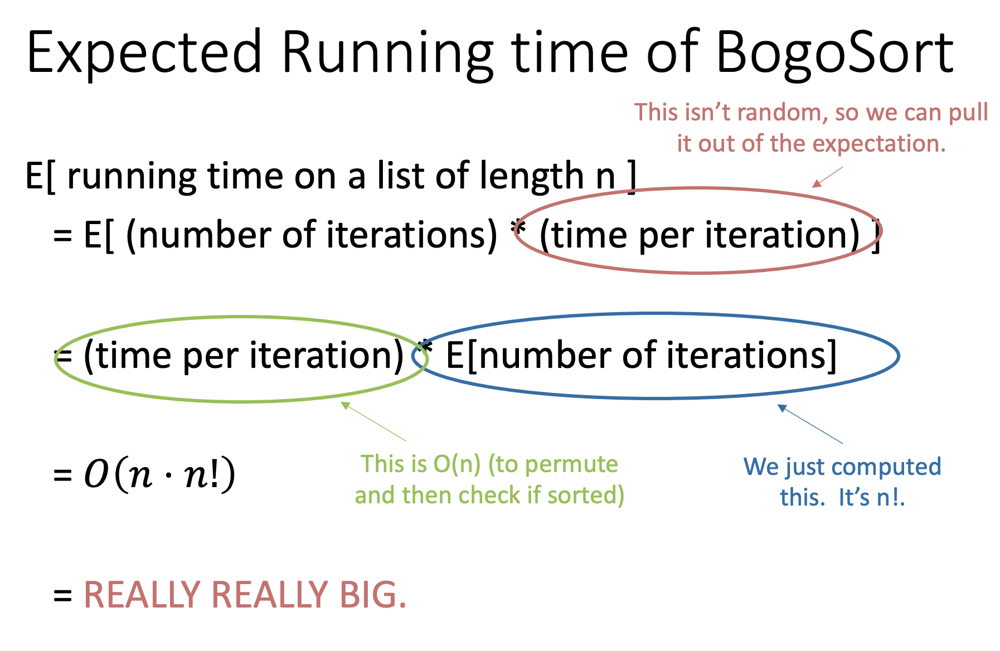 Expected Running time of BogoSort
This isn't random, so we can pull
it out of the expectation.
E[ running time on a list of length n ]
= E[ (number of iterations) * (time per iteration) ]
= (time per iteration) * E[number of iterations]
This is O(n) (to permute
and then check if sorted)
We just computed
this.  It's n!.
= 𝑂(𝑛 · 𝑛!)
= REALLY REALLY BIG.